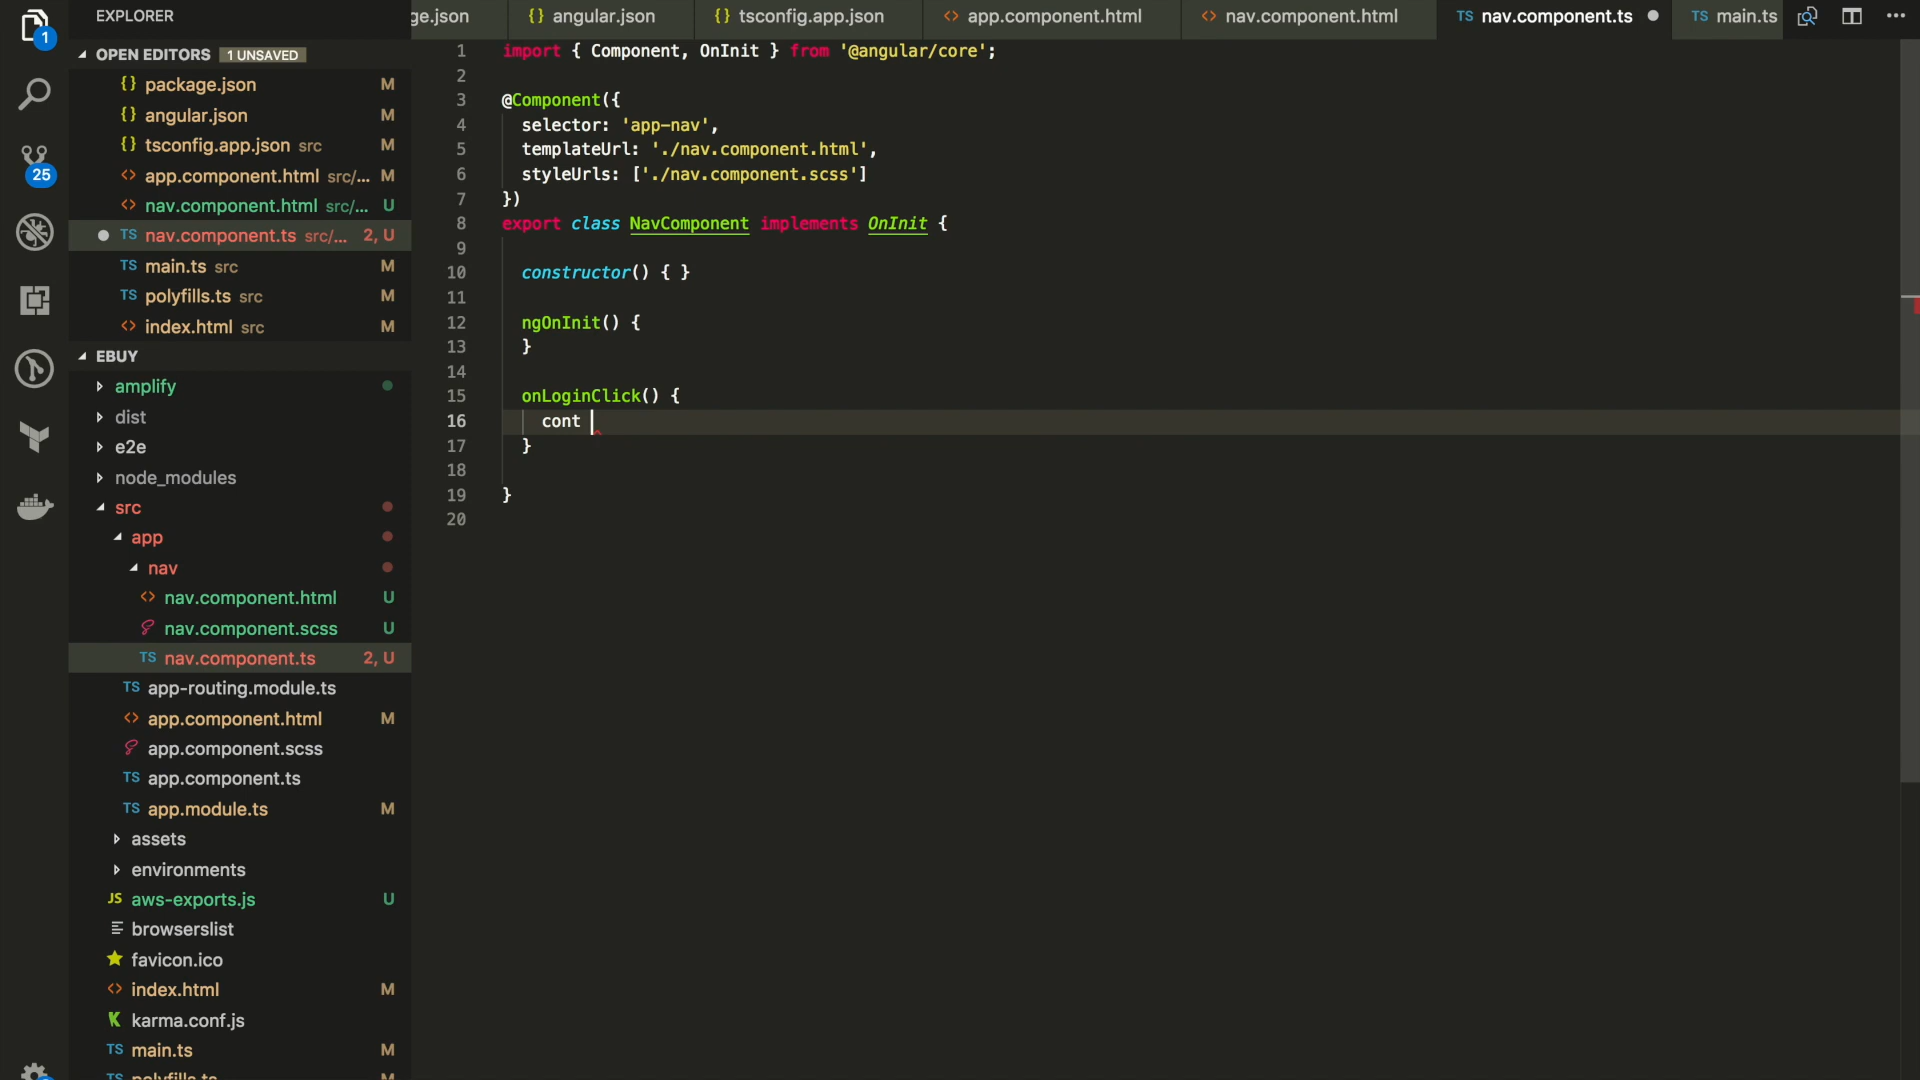 EXPLORER
1
OPEN EDITORS 1 UNSAVED
{} package.json M
{} angular.json M
{} tsconfig.app.json src M
<> app.component.html src/... M
<> nav.component.html src/... U
TS nav.component.ts src/... 2, U
TS main.ts src M
TS polyfills.ts src M
<> index.html src M
25
EBUY
amplify
dist
e2e
node_modules
src
app
nav
<> nav.component.html U
nav.component.scss U
TS nav.component.ts 2, U
TS app-routing.module.ts
<> app.component.html M
app.component.scss
TS app.component.ts
TS app.module.ts M
assets
environments
JS aws-exports.js U
browserslist
favicon.ico
<> index.html M
K karma.conf.js
TS main.ts M
TS polyfills.ts M
ge.json {} angular.json {} tsconfig.app.json <> app.component.html <> nav.component.html TS nav.component.ts TS main.ts
1 import { Component, OnInit } from '@angular/core';
2
3 @Component({
4 selector: 'app-nav',
5 templateUrl: './nav.component.html',
6 styleUrls: ['./nav.component.scss']
7 })
8 export class NavComponent implements OnInit {
9
10 constructor() { }
11
12 ngOnInit() {
13 }
14
15 onLoginClick() {
16 cont
17 }
18
19 }
20